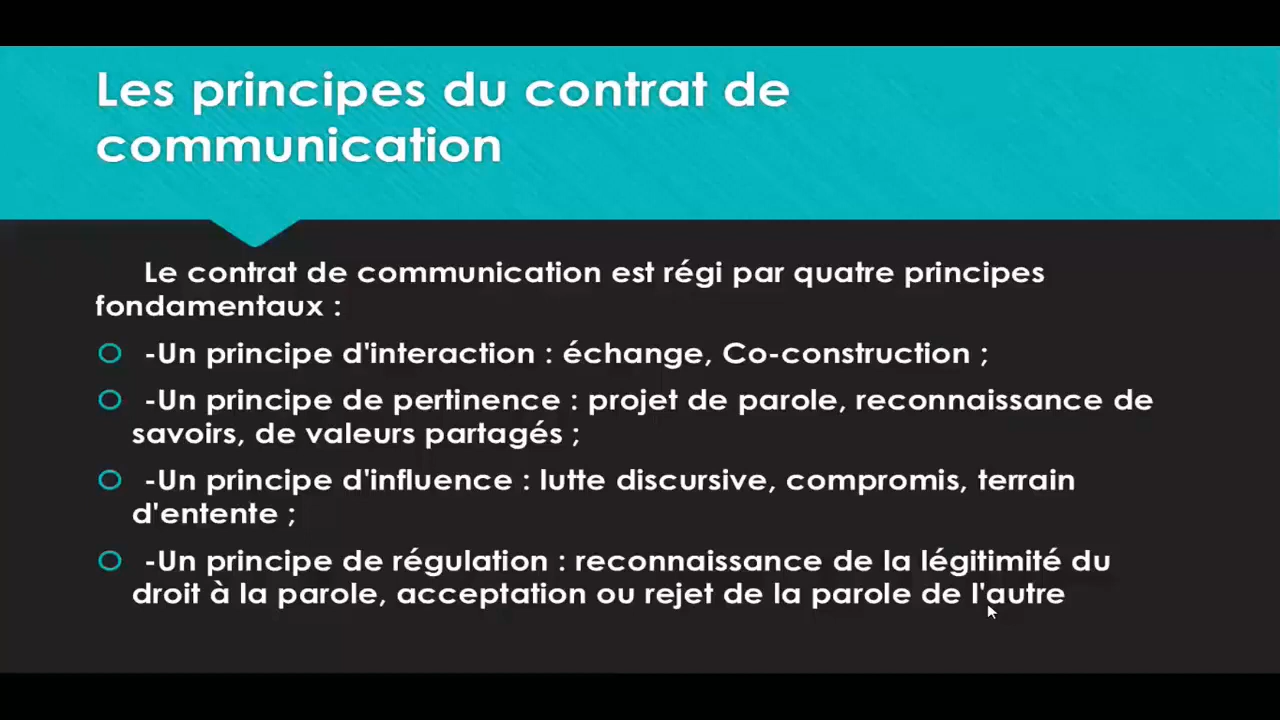 Les principes du contrat de
communication
Le contrat de communication est régi par quatre principes
fondamentaux :
-Un principe d'interaction : échange, Co-construction ;
-Un principe de pertinence : projet de parole, reconnaissance de
savoirs, de valeurs partagés ;
-Un principe d'influence : lutte discursive, compromis, terrain
d'entente ;
-Un principe de régulation : reconnaissance de la légitimité du
droit à la parole, acceptation ou rejet de la parole de l'autre